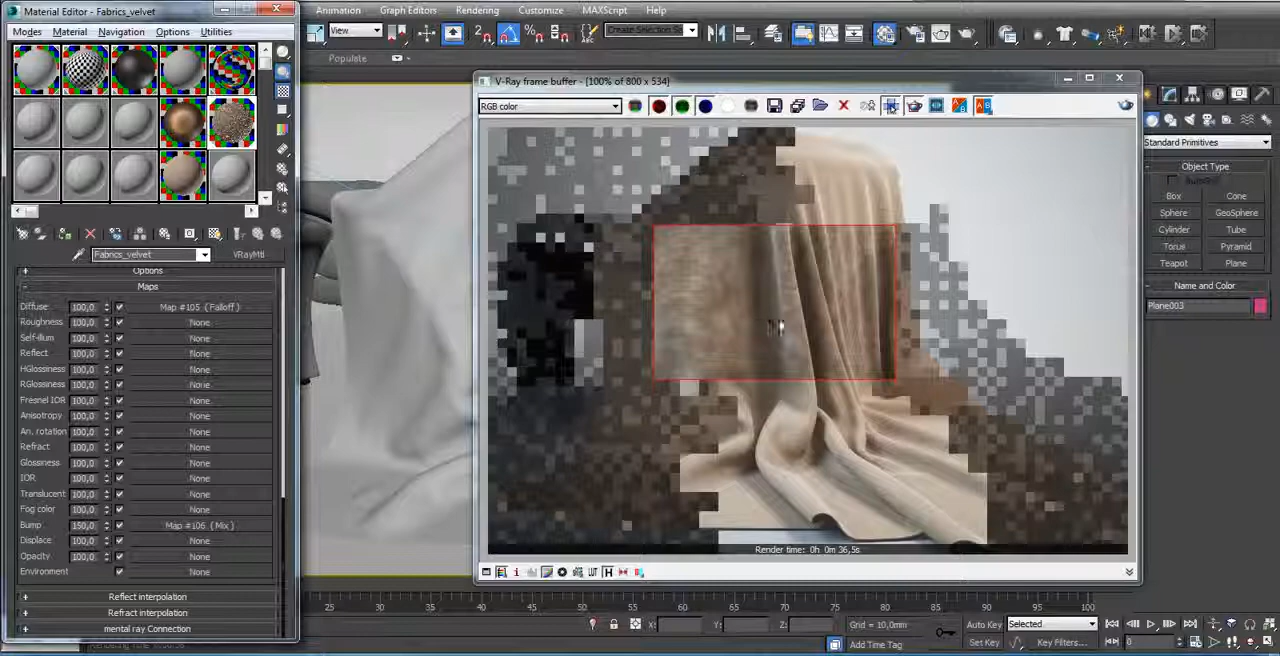 Material Editor - Fabrics_velvet
Modes Material Navigation Options Utilities
Animation Graph Editors Rendering Customize MAXScript Help
View
Create Selection Se
Populate
V-Ray frame buffer - [100% of 800 x 534]
RGB color
Standard Primitives
Object Type
AutoGrid
Box Cone
Sphere GeoSphere
Cylinder Tube
Torus Pyramid
Teapot Plane
Name and Color
Plane003
Fabrics_velvet VRayMtl
Options
Maps
Diffuse 100,0 Map #105 (Falloff)
Roughness 100,0 None
Self-illum 100,0 None
Reflect 100,0 None
HGlossiness 100,0 None
RGlossiness 100,0 None
Fresnel IOR 100,0 None
Anisotropy 100,0 None
An. rotation 100,0 None
Refract 100,0 None
Glossiness 100,0 None
IOR 100,0 None
Translucent 100,0 None
Fog color 100,0 None
Bump 150,0 Map #106 (Mix)
Displace 100,0 None
Opacity 100,0 None
Environment None
Reflect interpolation
Refract interpolation
mental ray Connection
Render time: 0h 0m 36,5s
25 30 35 40 45 50 55 60 65 70 75 80 85 90 95 100
X: Y: Z: Grid = 10,0mm
Add Time Tag
Auto Key Selected
Set Key Key Filters...
0